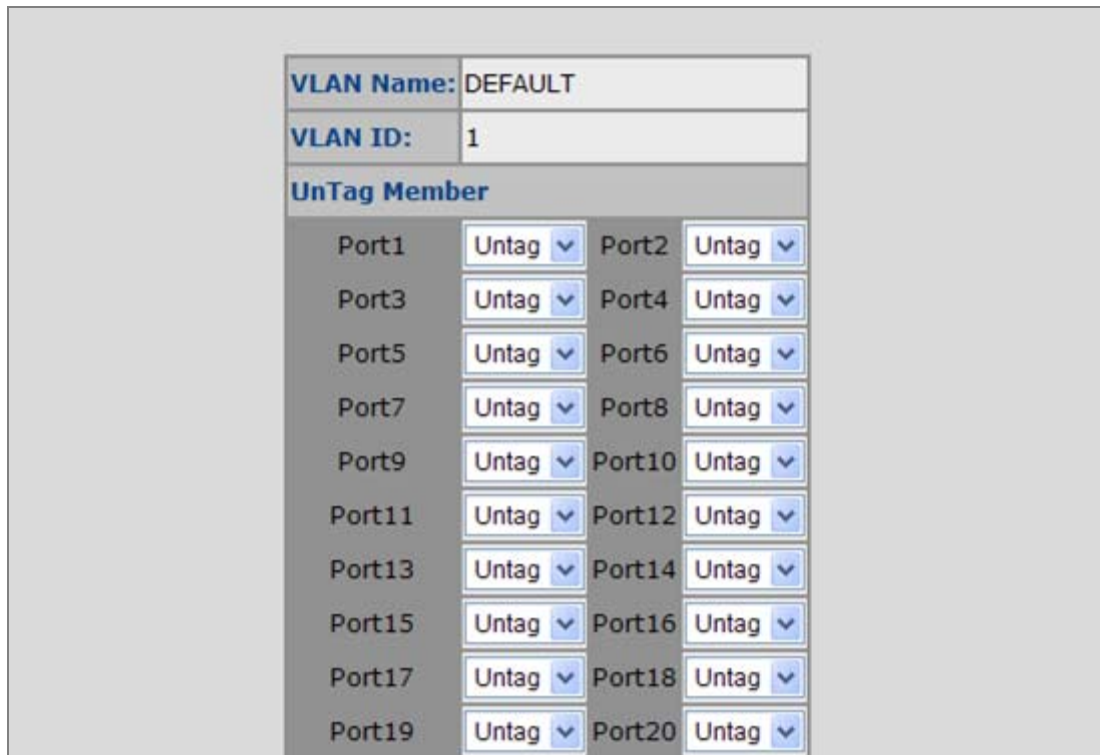 VLAN Name: DEFAULT
VLAN ID: 1
UnTag Member
Port1 Untag Port2 Untag
Port3 Untag Port4 Untag
Port5 Untag Port6 Untag
Port7 Untag Port8 Untag
Port9 Untag Port10 Untag
Port11 Untag Port12 Untag
Port13 Untag Port14 Untag
Port15 Untag Port16 Untag
Port17 Untag Port18 Untag
Port19 Untag Port20 Untag